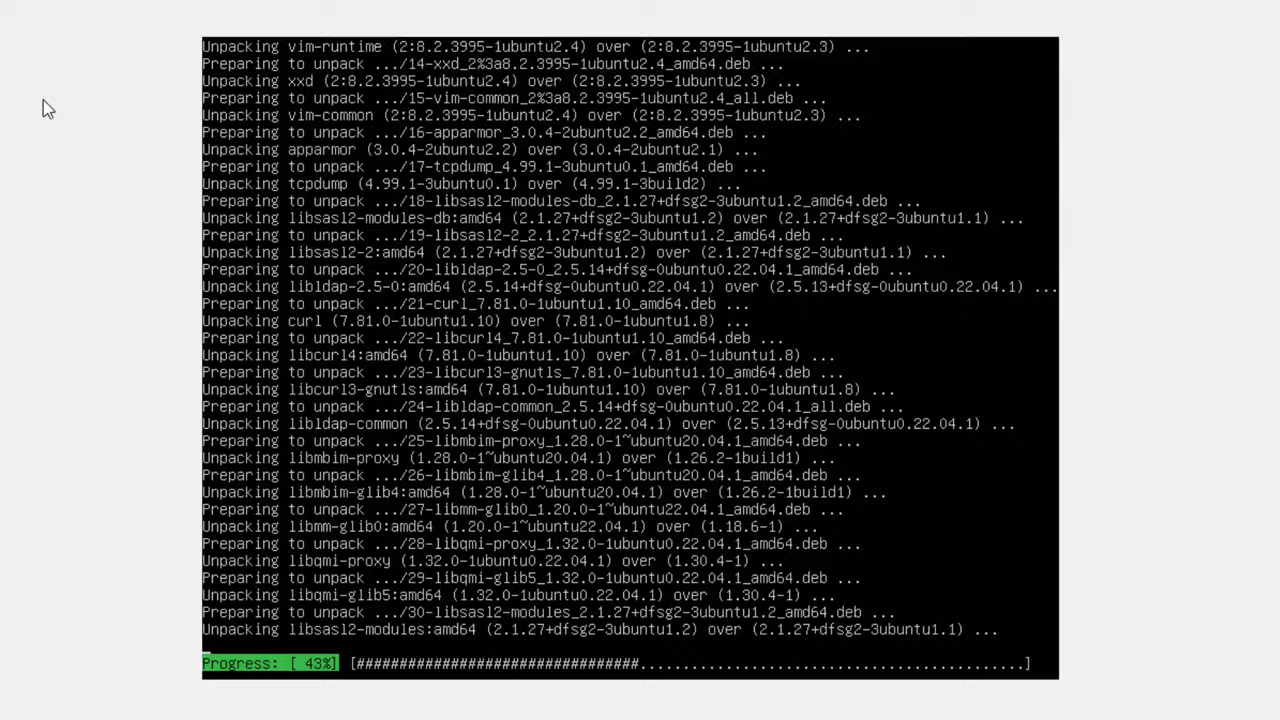 Unpacking vim-runtime (2:8.2.3995-1ubuntu2.4) over (2:8.2.3995-1ubuntu2.3) ...
Preparing to unpack .../14-xxd_2%3a8.2.3995-1ubuntu2.4_amd64.deb ...
Unpacking xxd (2:8.2.3995-1ubuntu2.4) over (2:8.2.3995-1ubuntu2.3) ...
Preparing to unpack .../15-vim-common_2%3a8.2.3995-1ubuntu2.4_all.deb ...
Unpacking vim-common (2:8.2.3995-1ubuntu2.4) over (2:8.2.3995-1ubuntu2.3) ...
Preparing to unpack .../16-apparmor_3.0.4-2ubuntu2.2_amd64.deb ...
Unpacking apparmor (3.0.4-2ubuntu2.2) over (3.0.4-2ubuntu2.1) ...
Preparing to unpack .../17-tcpdump_4.99.1-3ubuntu0.1_amd64.deb ...
Unpacking tcpdump (4.99.1-3ubuntu0.1) over (4.99.1-3build2) ...
Preparing to unpack .../18-libsasl2-modules-db_2.1.27+dfsg2-3ubuntu1.2_amd64.deb ...
Unpacking libsasl2-modules-db:amd64 (2.1.27+dfsg2-3ubuntu1.2) over (2.1.27+dfsg2-3ubuntu1.1) ...
Preparing to unpack .../19-libsasl2-2_2.1.27+dfsg2-3ubuntu1.2_amd64.deb ...
Unpacking libsasl2-2:amd64 (2.1.27+dfsg2-3ubuntu1.2) over (2.1.27+dfsg2-3ubuntu1.1) ...
Preparing to unpack .../20-libldap-2.5-0_2.5.14+dfsg-0ubuntu0.22.04.1_amd64.deb ...
Unpacking libldap-2.5-0:amd64 (2.5.14+dfsg-0ubuntu0.22.04.1) over (2.5.13+dfsg-0ubuntu0.22.04.1) ...
Preparing to unpack .../21-curl_7.81.0-1ubuntu1.10_amd64.deb ...
Unpacking curl (7.81.0-1ubuntu1.10) over (7.81.0-1ubuntu1.8) ...
Preparing to unpack .../22-libcurl4_7.81.0-1ubuntu1.10_amd64.deb ...
Unpacking libcurl4:amd64 (7.81.0-1ubuntu1.10) over (7.81.0-1ubuntu1.8) ...
Preparing to unpack .../23-libcurl3-gnutls_7.81.0-1ubuntu1.10_amd64.deb ...
Unpacking libcurl3-gnutls:amd64 (7.81.0-1ubuntu1.10) over (7.81.0-1ubuntu1.8) ...
Preparing to unpack .../24-libldap-common_2.5.14+dfsg-0ubuntu0.22.04.1_all.deb ...
Unpacking libldap-common (2.5.14+dfsg-0ubuntu0.22.04.1) over (2.5.13+dfsg-0ubuntu0.22.04.1) ...
Preparing to unpack .../25-libmbim-proxy_1.28.0-1~ubuntu20.04.1_amd64.deb ...
Unpacking libmbim-proxy (1.28.0-1~ubuntu20.04.1) over (1.26.2-1build1) ...
Preparing to unpack .../26-libmbim-glib4_1.28.0-1~ubuntu20.04.1_amd64.deb ...
Unpacking libmbim-glib4:amd64 (1.28.0-1~ubuntu20.04.1) over (1.26.2-1build1) ...
Preparing to unpack .../27-libmm-glib0_1.20.0-1~ubuntu22.04.1_amd64.deb ...
Unpacking libmm-glib0:amd64 (1.20.0-1~ubuntu22.04.1) over (1.18.6-1) ...
Preparing to unpack .../28-libqmi-proxy_1.32.0-1ubuntu0.22.04.1_amd64.deb ...
Unpacking libqmi-proxy (1.32.0-1ubuntu0.22.04.1) over (1.30.4-1) ...
Preparing to unpack .../29-libqmi-glib5_1.32.0-1ubuntu0.22.04.1_amd64.deb ...
Unpacking libqmi-glib5:amd64 (1.32.0-1ubuntu0.22.04.1) over (1.30.4-1) ...
Preparing to unpack .../30-libsasl2-modules_2.1.27+dfsg2-3ubuntu1.2_amd64.deb ...
Unpacking libsasl2-modules:amd64 (2.1.27+dfsg2-3ubuntu1.2) over (2.1.27+dfsg2-3ubuntu1.1) ...
Progress: [ 43%] [#################################..............................................]